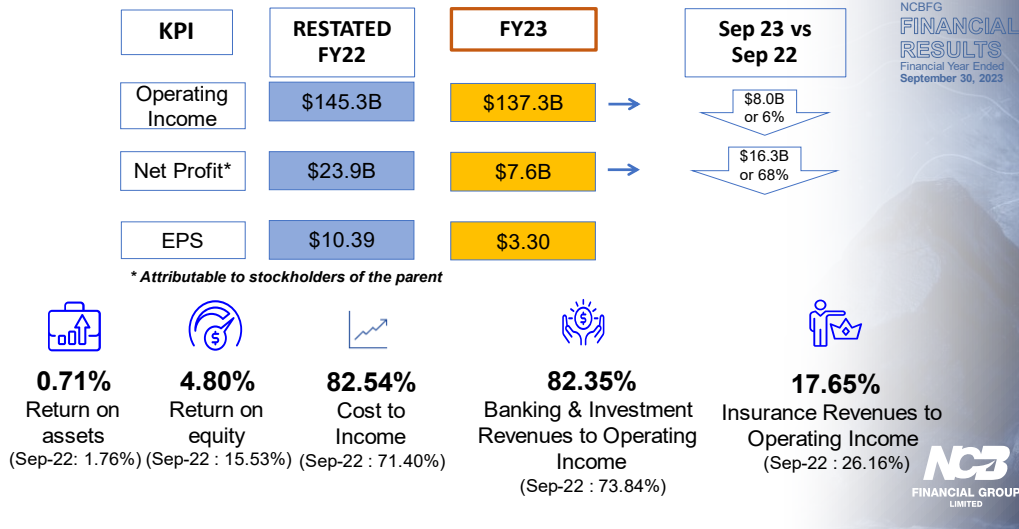 NCBFG
FINANCIAL
RESULTS
Financial Year Ended
September 30, 2023
KPI
RESTATED
FY22
FY23
Sep 23 vs
Sep 22
Operating
Income
$145.3B
$137.3B
$8.0B
or 6%
Net Profit*
$23.9B
$7.6B
$16.3B
or 68%
EPS
$10.39
$3.30
* Attributable to stockholders of the parent
0.71%
Return on
assets
(Sep-22: 1.76%)
4.80%
Return on
equity
(Sep-22 : 15.53%)
82.54%
Cost to
Income
(Sep-22 : 71.40%)
82.35%
Banking & Investment
Revenues to Operating
Income
(Sep-22 : 73.84%)
17.65%
Insurance Revenues to
Operating Income
(Sep-22 : 26.16%)
NCB
FINANCIAL GROUP
LIMITED